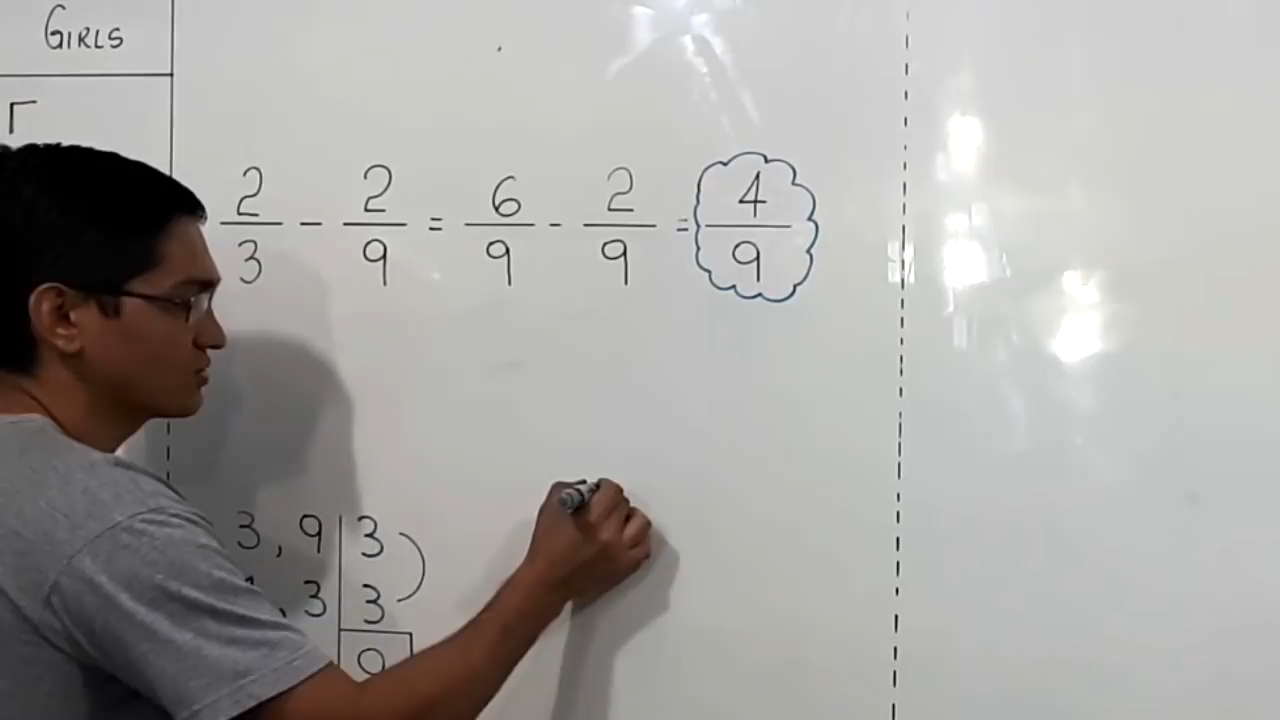 GIRLS
2/3 - 2/9 = 6/9 - 2/9 = 4/9
3, 9 | 3
, 3 | 3
9